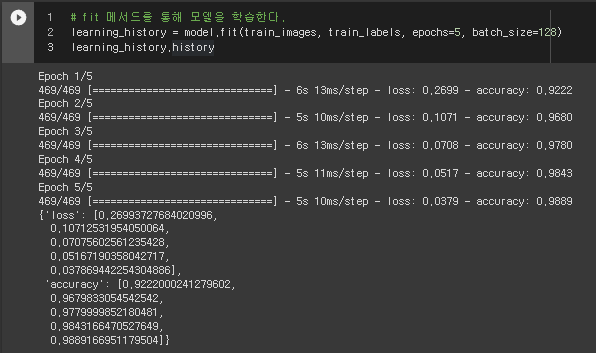 1 # fit 메서드를 통해 모델을 학습한다.
2 learning_history = model.fit(train_images, train_labels, epochs=5, batch_size=128)
3 learning_history.history
Epoch 1/5
469/469 [==============================] - 6s 13ms/step - loss: 0.2699 - accuracy: 0.9222
Epoch 2/5
469/469 [==============================] - 5s 10ms/step - loss: 0.1071 - accuracy: 0.9680
Epoch 3/5
469/469 [==============================] - 6s 13ms/step - loss: 0.0708 - accuracy: 0.9780
Epoch 4/5
469/469 [==============================] - 5s 11ms/step - loss: 0.0517 - accuracy: 0.9843
Epoch 5/5
469/469 [==============================] - 5s 10ms/step - loss: 0.0379 - accuracy: 0.9889
{'loss': [0.26993727684020996,
0.10712531954050064,
0.07075602561235428,
0.05167190358042717,
0.037869442254304886],
'accuracy': [0.9222000241279602,
0.9679833054542542,
0.9779999852180481,
0.9843166470527649,
0.9889166951179504]}